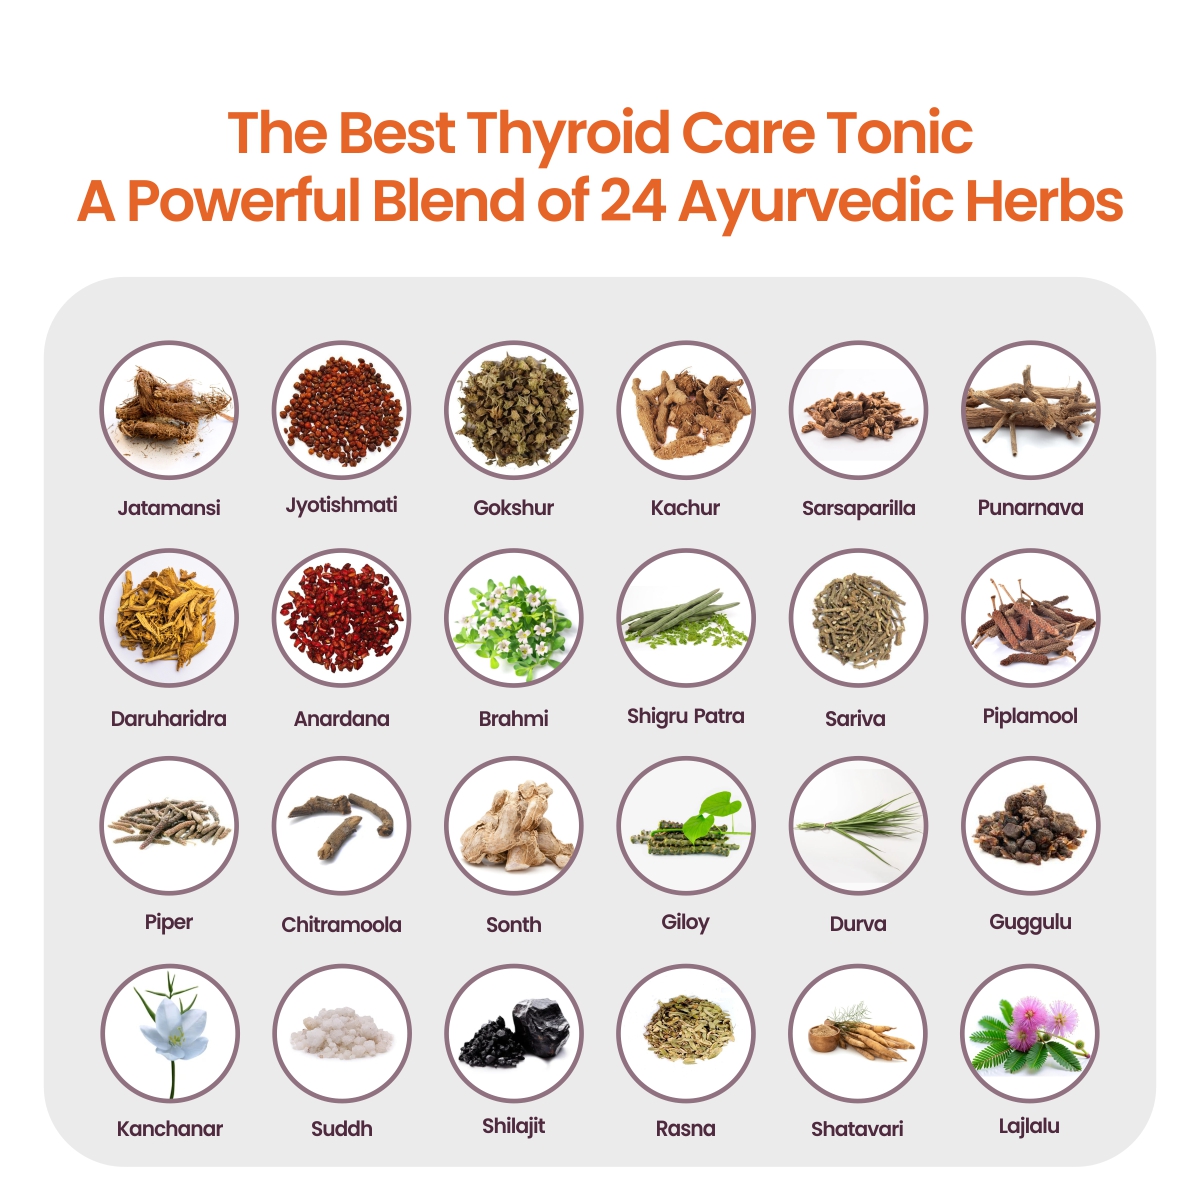 The Best Thyroid Care Tonic
A Powerful Blend of 24 Ayurvedic Herbs
Jatamansi
Jyotishmati
Gokshur
Kachur
Sarsaparilla
Punarnava
Daruharidra
Anardana
Brahmi
Shigru Patra
Sariva
Piplamool
Piper
Chitramoola
Sonth
Giloy
Durva
Guggulu
Kanchanar
Suddh
Shilajit
Rasna
Shatavari
Lajlalu